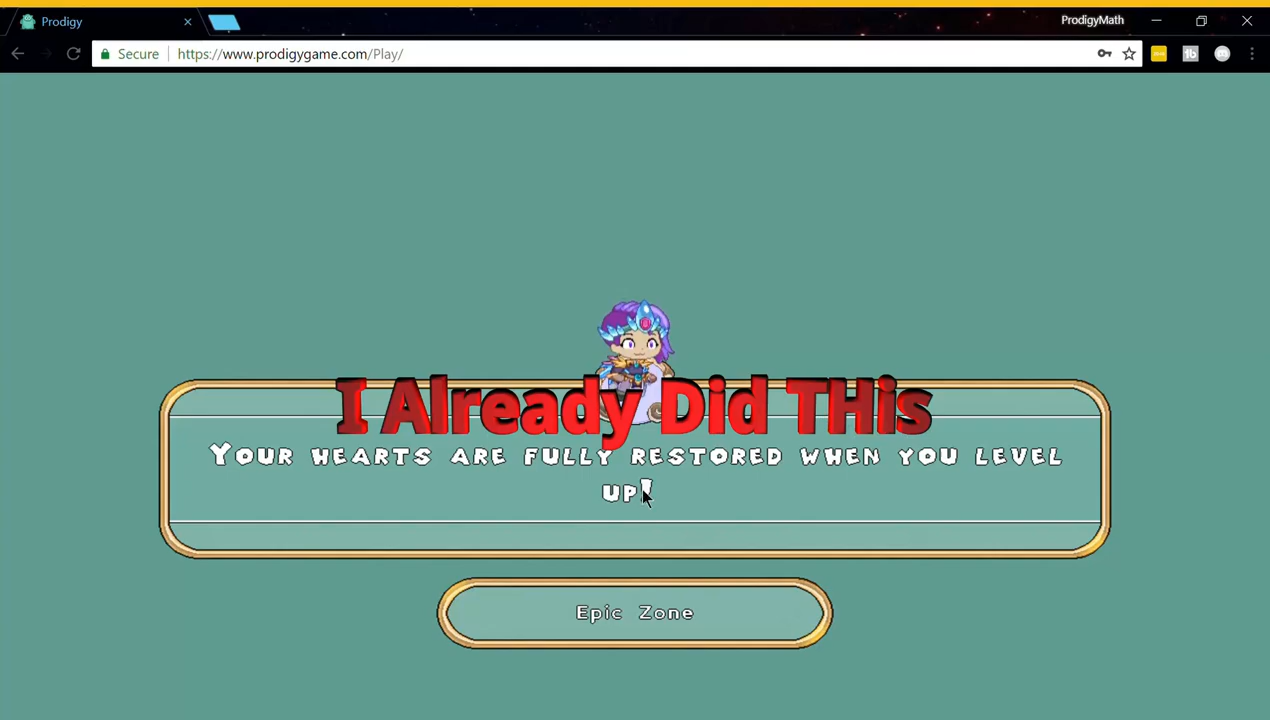 Prodigy
ProdigyMath
Secure
https://www.prodigygame.com/Play/
I Already Did THis
Your hearts are fully restored when you level
up!
Epic Zone